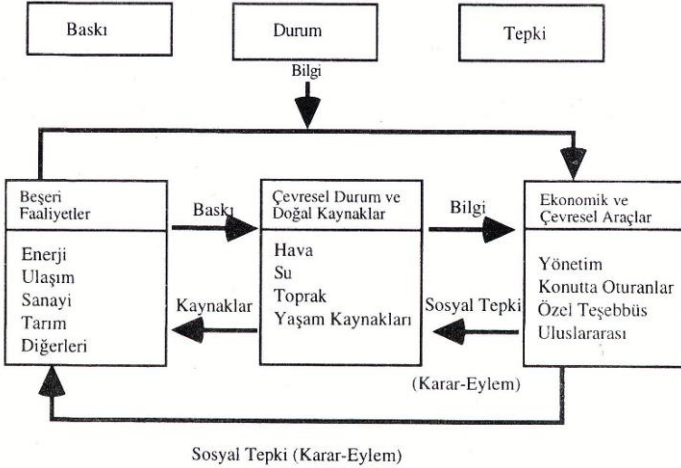 Baskı
Durum
Tepki
Bilgi
Beşeri
Faaliyetler
Enerji
Ulaşım
Sanayi
Tarım
Diğerleri
Baskı
Kaynaklar
Çevresel Durum ve
Doğal Kaynaklar
Hava
Su
Toprak
Yaşam Kaynakları
Bilgi
Sosyal Tepki
(Karar-Eylem)
Ekonomik ve
Çevresel Araçlar
Yönetim
Konutta Oturanlar
Özel Teşebbüs
Uluslararası
Sosyal Tepki (Karar-Eylem)